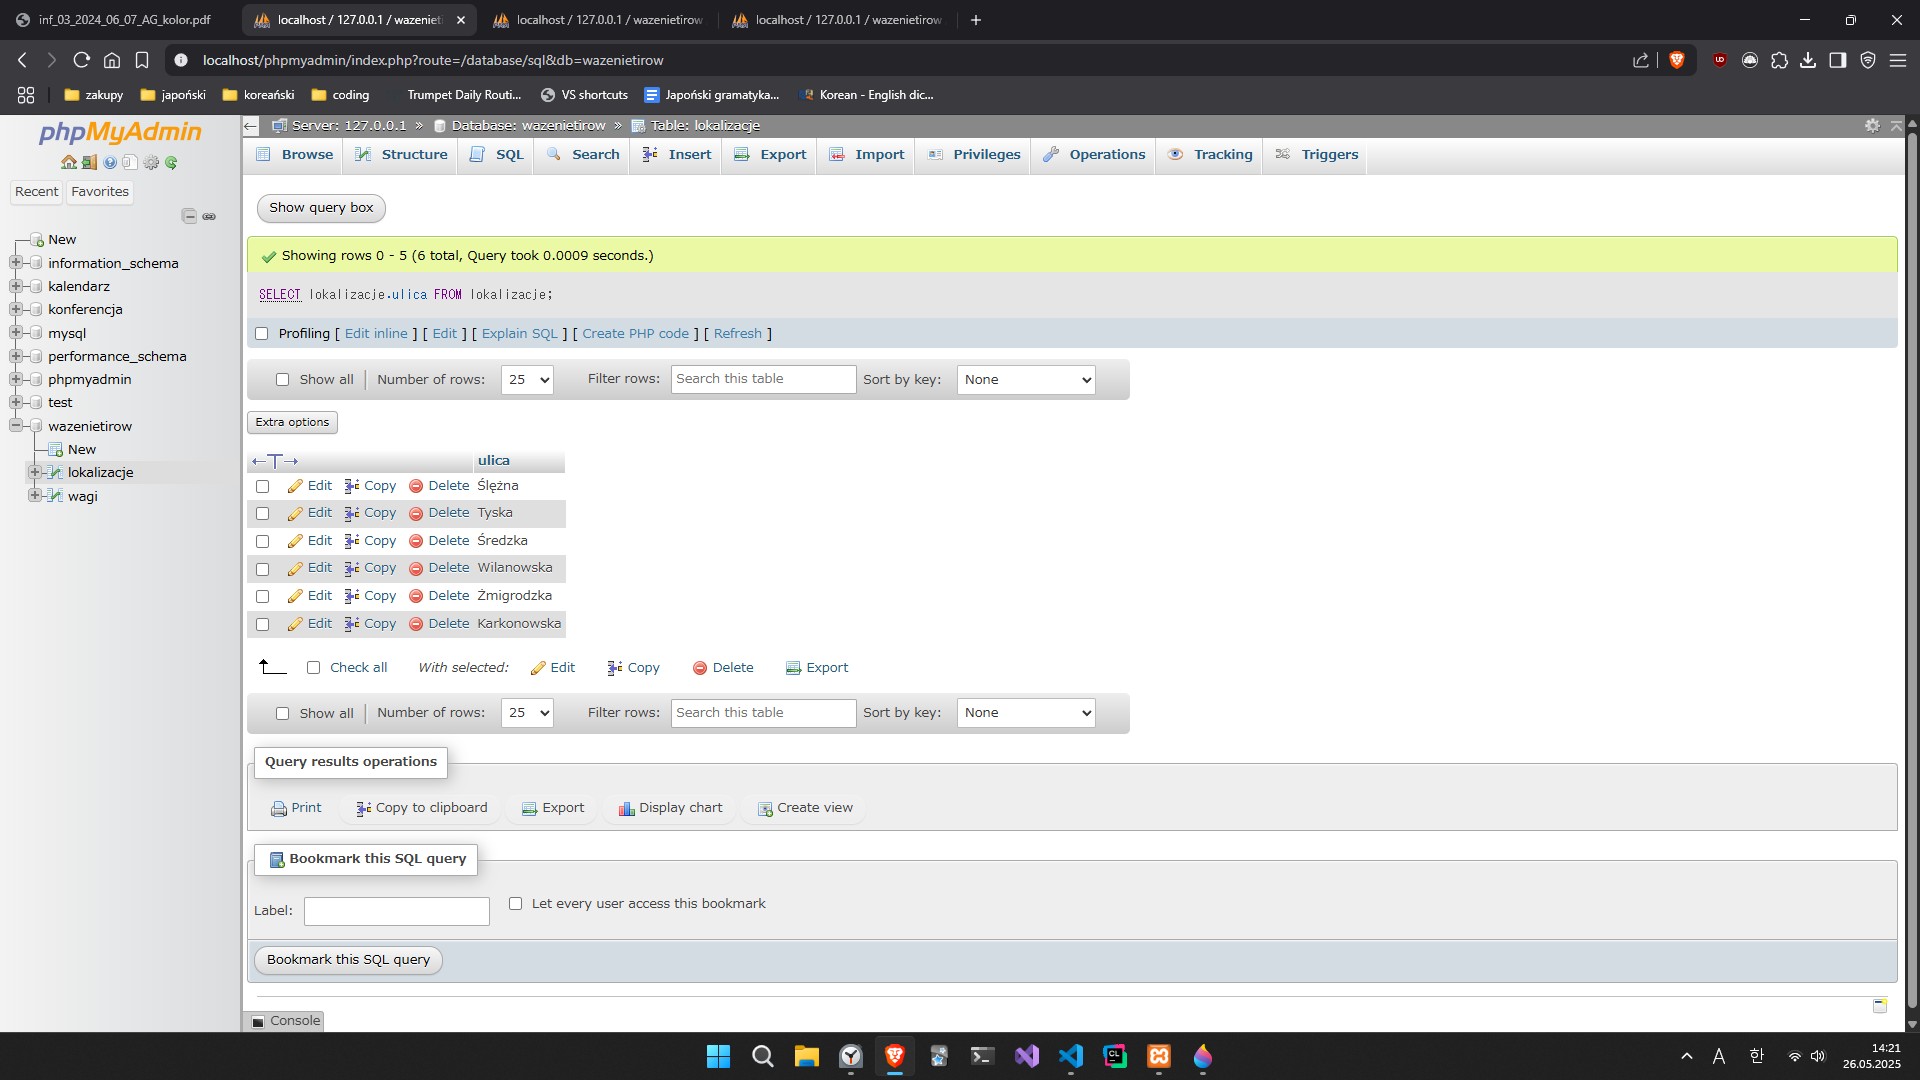 inf_03_2024_06_07_AG_kolor.pdf
localhost / 127.0.0.1 / wazenieti
localhost / 127.0.0.1 / wazenietirow
localhost / 127.0.0.1 / wazenietirow
localhost/phpmyadmin/index.php?route=/database/sql&db=wazenietirow
zakupy
japoński
koreański
coding
Trumpet Daily Routi...
VS shortcuts
Japoński gramatyka...
Korean - English dic...
phpMyAdmin
Recent
Favorites
New
information_schema
kalendarz
konferencja
mysql
performance_schema
phpmyadmin
test
wazenietirow
New
lokalizacje
wagi
Server: 127.0.0.1 » Database: wazenietirow » Table: lokalizacje
Browse Structure SQL Search Insert Export Import Privileges Operations Tracking Triggers
Show query box
Showing rows 0 - 5 (6 total, Query took 0.0009 seconds.)
SELECT lokalizacje.ulica FROM lokalizacje;
Profiling [ Edit inline ] [ Edit ] [ Explain SQL ] [ Create PHP code ] [ Refresh ]
Show all | Number of rows: 25 Filter rows: Search this table Sort by key: None
Extra options
←T→ ulica
Edit Copy Delete Ślężna
Edit Copy Delete Tyska
Edit Copy Delete Średzka
Edit Copy Delete Wilanowska
Edit Copy Delete Żmigrodzka
Edit Copy Delete Karkonowska
Check all With selected: Edit Copy Delete Export
Show all | Number of rows: 25 Filter rows: Search this table Sort by key: None
Query results operations
Print Copy to clipboard Export Display chart Create view
Bookmark this SQL query
Label: Let every user access this bookmark
Bookmark this SQL query
Console
A 한 14:21
26.05.2025